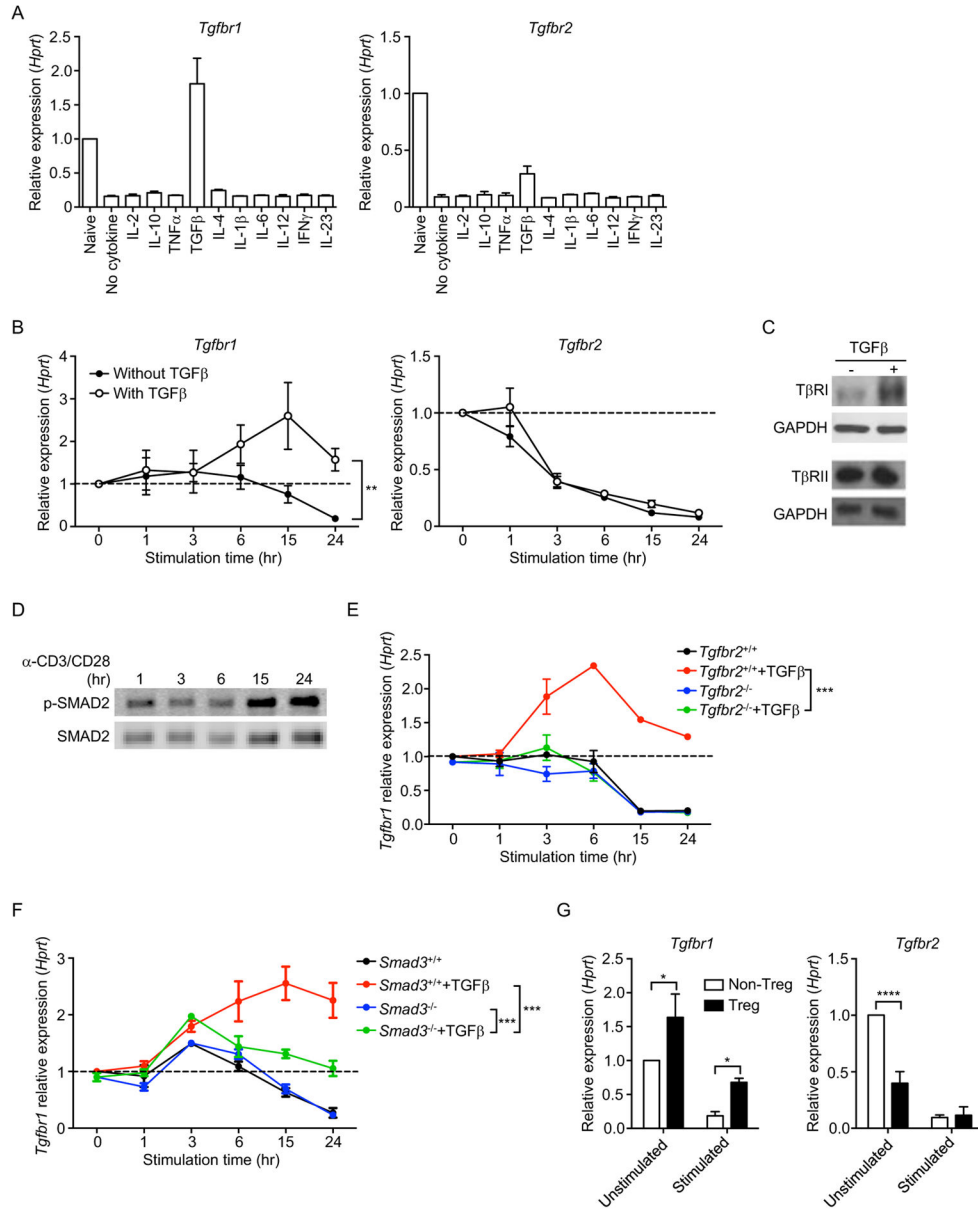 A
Tgfbr1
Tgfbr2
Relative expression (Hprt)
2.5
2.0
1.5
1.0
0.5
0
Naive
No cytokine
IL-2
IL-10
TNFα
TGFβ
IL-4
IL-1β
IL-6
IL-12
IFNγ
IL-23
Relative expression (Hprt)
1.5
1.0
0.5
0
Naive
No cytokine
IL-2
IL-10
TNFα
TGFβ
IL-4
IL-1β
IL-6
IL-12
IFNγ
IL-23
B
Tgfbr1
Tgfbr2
Relative expression (Hprt)
4
3
2
1
0
Without TGFβ
With TGFβ
**
0 1 3 6 15 24
Stimulation time (hr)
Relative expression (Hprt)
1.5
1.0
0.5
0
0 1 3 6 15 24
Stimulation time (hr)
C
TGFβ
- +
TβRI
GAPDH
TβRII
GAPDH
D
α-CD3/CD28
(hr) 1 3 6 15 24
p-SMAD2
SMAD2
E
Tgfbr1 relative expression (Hprt)
2.5
2.0
1.5
1.0
0.5
0.0
Tgfbr2+/+
Tgfbr2+/++TGFβ
Tgfbr2-/-
Tgfbr2-/-+TGFβ
***
0 1 3 6 15 24
Stimulation time (hr)
F
Tgfbr1 relative expression (Hprt)
3
2
1
0
Smad3+/+
Smad3+/++TGFβ
Smad3-/-
Smad3-/-+TGFβ
***
***
0 1 3 6 15 24
Stimulation time (hr)
G
Tgfbr1
Tgfbr2
Relative expression (Hprt)
2.5
2.0
1.5
1.0
0.5
0
*
*
Non-Treg
Treg
Unstimulated
Stimulated
Relative expression (Hprt)
1.5
1.0
0.5
0
****
Unstimulated
Stimulated